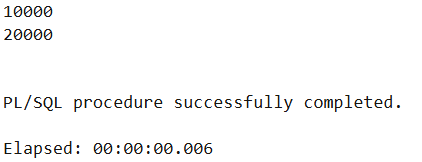 10000
20000
PL/SQL procedure successfully completed.
Elapsed: 00:00:00.006